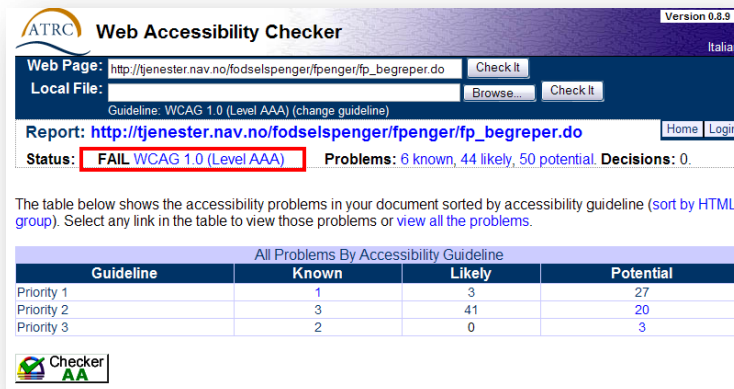 Version 0.8.9
ATRC Web Accessibility Checker
Italian
Web Page: http://tjenester.nav.no/fodselspenger/fpenger/fp_begreper.do Check It
Local File: Browse... Check It
Guideline: WCAG 1.0 (Level AAA) (change guideline)
Report: http://tjenester.nav.no/fodselspenger/fpenger/fp_begreper.do Home Login
Status: FAIL WCAG 1.0 (Level AAA) Problems: 6 known, 44 likely, 50 potential. Decisions: 0.
The table below shows the accessibility problems in your document sorted by accessibility guideline (sort by HTML
group). Select any link in the table to view those problems or view all the problems.
All Problems By Accessibility Guideline
Guideline Known Likely Potential
Priority 1 1 3 27
Priority 2 3 41 20
Priority 3 2 0 3
Checker
AA